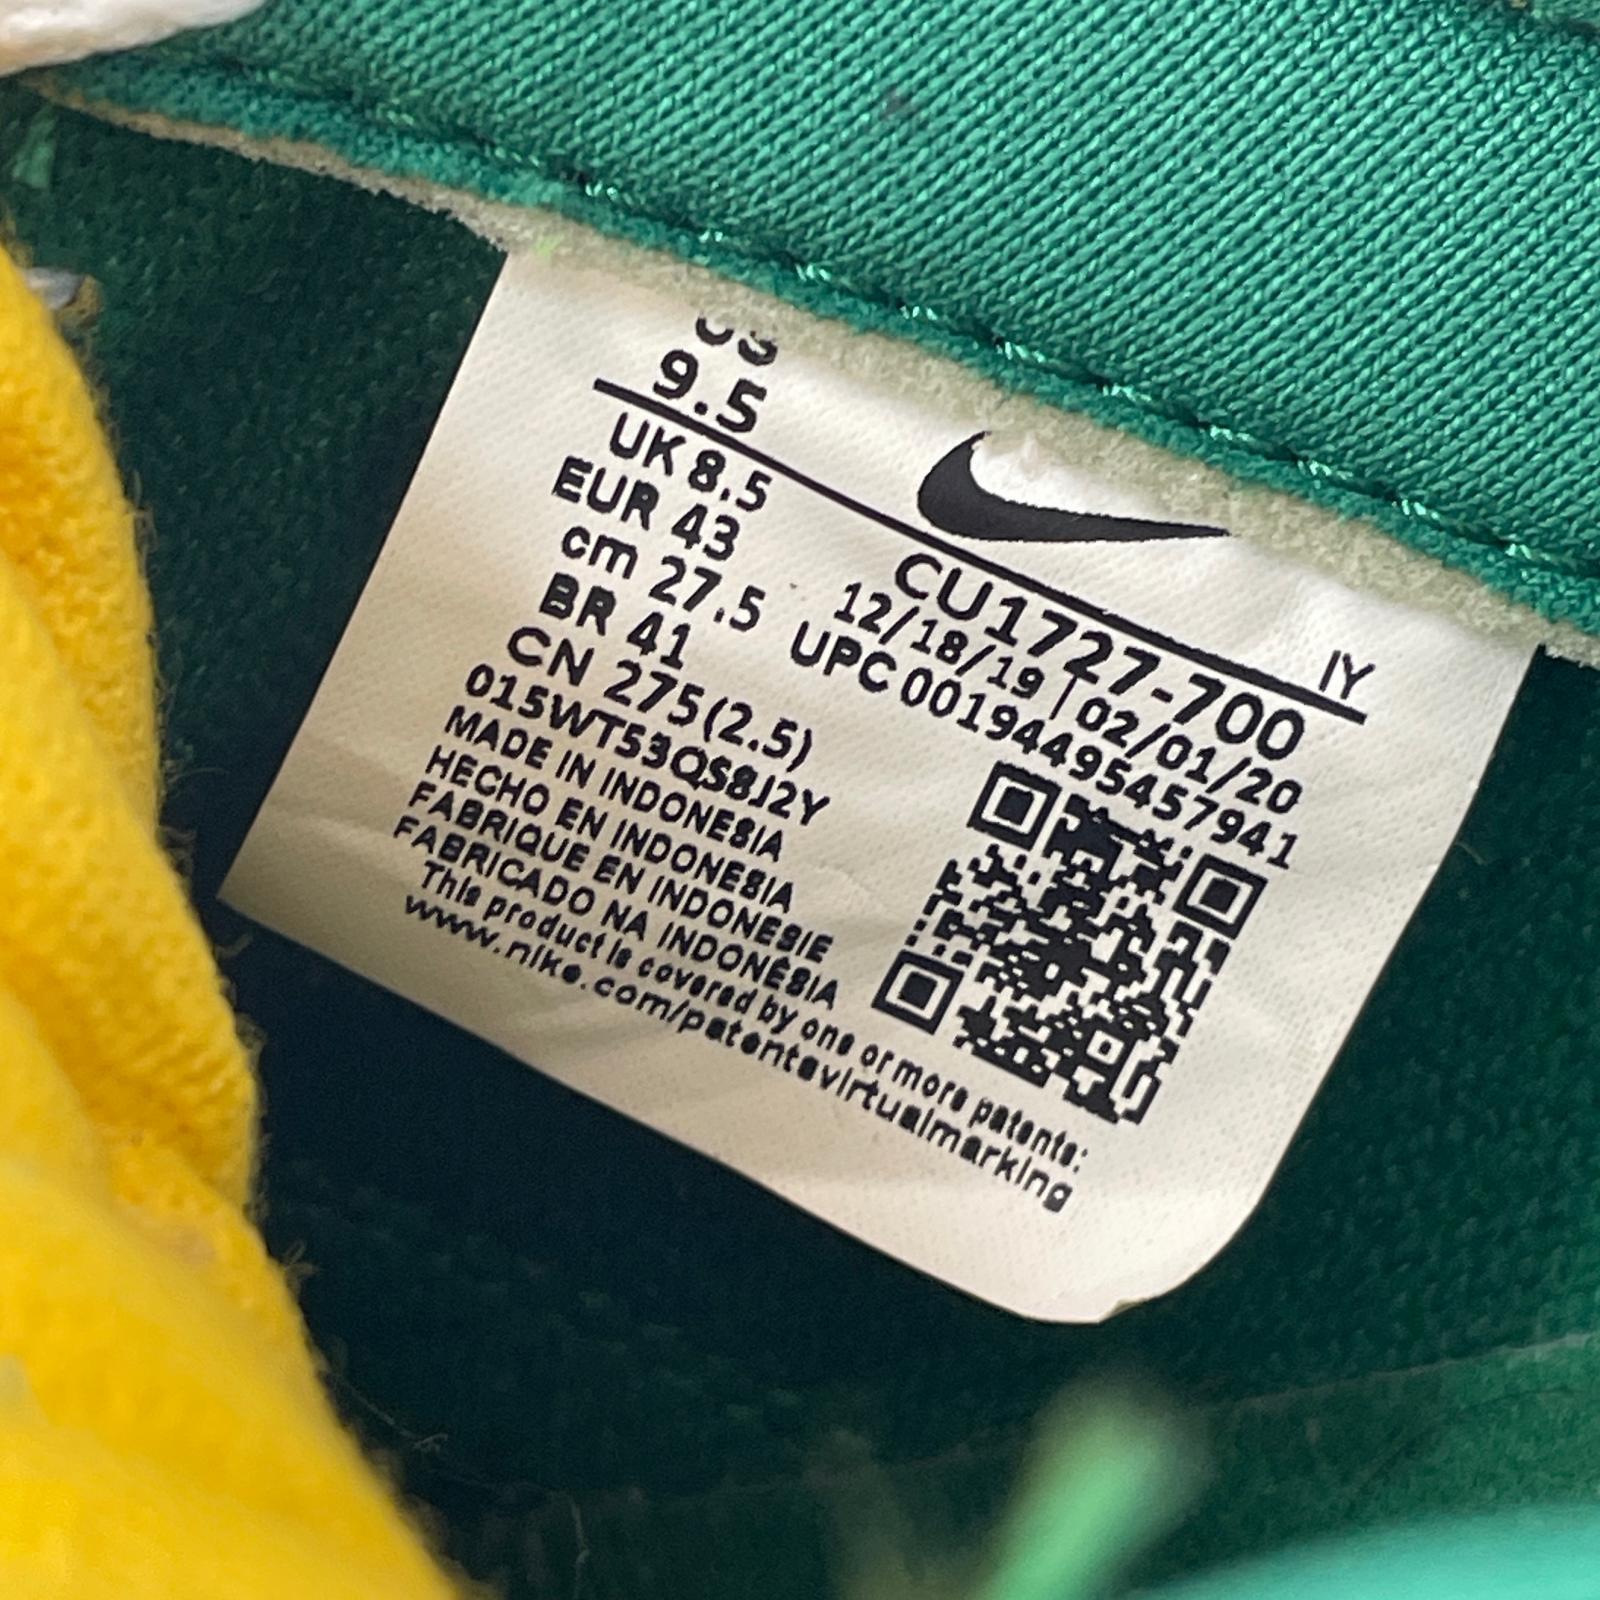 US
9.5
UK 8.5
EUR 43
cm 27.5
BR 41
CN 275(2.5)
015WT53QS8J2Y
MADE IN INDONESIA
HECHO EN INDONESIA
FABRIQUE EN INDONESIE
FABRICADO NA INDONÉSIA
This product is covered by one or more patents:
www.nike.com/patentsvirtualmarking
IY
CU1727-700
12/18/19 | 02/01/20
UPC 00194495457941